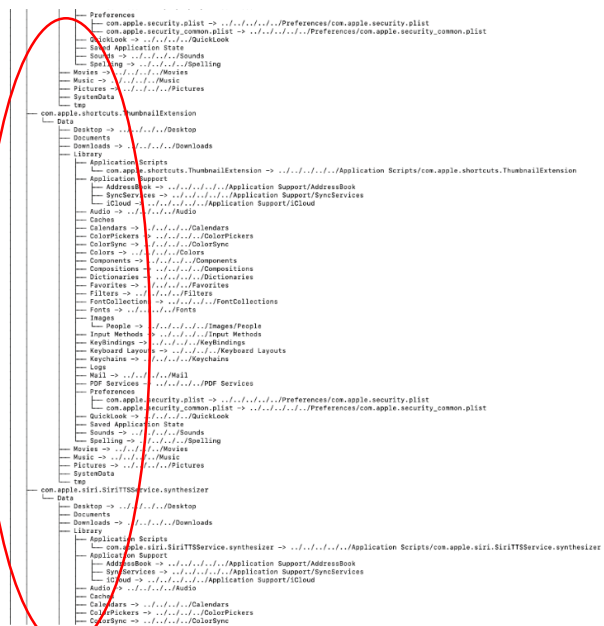 Preferences
com.apple.security.plist -> ../../../../Preferences/com.apple.security.plist
com.apple.security_common.plist -> ../../../../Preferences/com.apple.security_common.plist
QuickLook -> ../../../QuickLook
Saved Application State
Sounds -> ../../../Sounds
Spelling -> ../../../Spelling
Movies -> ../../../Movies
Music -> ../../../Music
Pictures -> ../../../Pictures
SystemData
tmp
com.apple.shortcuts.ThumbnailExtension
Data
Desktop -> ../../../Desktop
Documents
Downloads -> ../../../Downloads
Library
Application Scripts
com.apple.shortcuts.ThumbnailExtension -> ../../../../Application Scripts/com.apple.shortcuts.ThumbnailExtension
Application Support
AddressBook -> ../../../../Application Support/AddressBook
SyncServices -> ../../../../Application Support/SyncServices
iCloud -> ../../../../Application Support/iCloud
Audio -> ../../../Audio
Caches
Calendars -> ../../../Calendars
ColorPickers -> ../../../ColorPickers
ColorSync -> ../../../ColorSync
Colors -> ../../../Colors
Components -> ../../../Components
Compositions -> ../../../Compositions
Dictionaries -> ../../../Dictionaries
Favorites -> ../../../Favorites
Filters -> ../../../Filters
FontCollections -> ../../../FontCollections
Fonts -> ../../../Fonts
Images
People -> ../../../../Images/People
Input Methods -> ../../../Input Methods
KeyBindings -> ../../../KeyBindings
Keyboard Layouts -> ../../../Keyboard Layouts
Keychains -> ../../../Keychains
Logs
Mail -> ../../../Mail
PDF Services -> ../../../PDF Services
Preferences
com.apple.security.plist -> ../../../../Preferences/com.apple.security.plist
com.apple.security_common.plist -> ../../../../Preferences/com.apple.security_common.plist
QuickLook -> ../../../QuickLook
Saved Application State
Sounds -> ../../../Sounds
Spelling -> ../../../Spelling
Movies -> ../../../Movies
Music -> ../../../Music
Pictures -> ../../../Pictures
SystemData
tmp
com.apple.siri.SiriTTSService.synthesizer
Data
Desktop -> ../../../Desktop
Documents
Downloads -> ../../../Downloads
Library
Application Scripts
com.apple.siri.SiriTTSService.synthesizer -> ../../../../Application Scripts/com.apple.siri.SiriTTSService.synthesizer
Application Support
AddressBook -> ../../../../Application Support/AddressBook
SyncServices -> ../../../../Application Support/SyncServices
iCloud -> ../../../../Application Support/iCloud
Audio -> ../../../Audio
Caches
Calendars -> ../../../Calendars
ColorPickers -> ../../../ColorPickers
ColorSync -> ../../../ColorSync